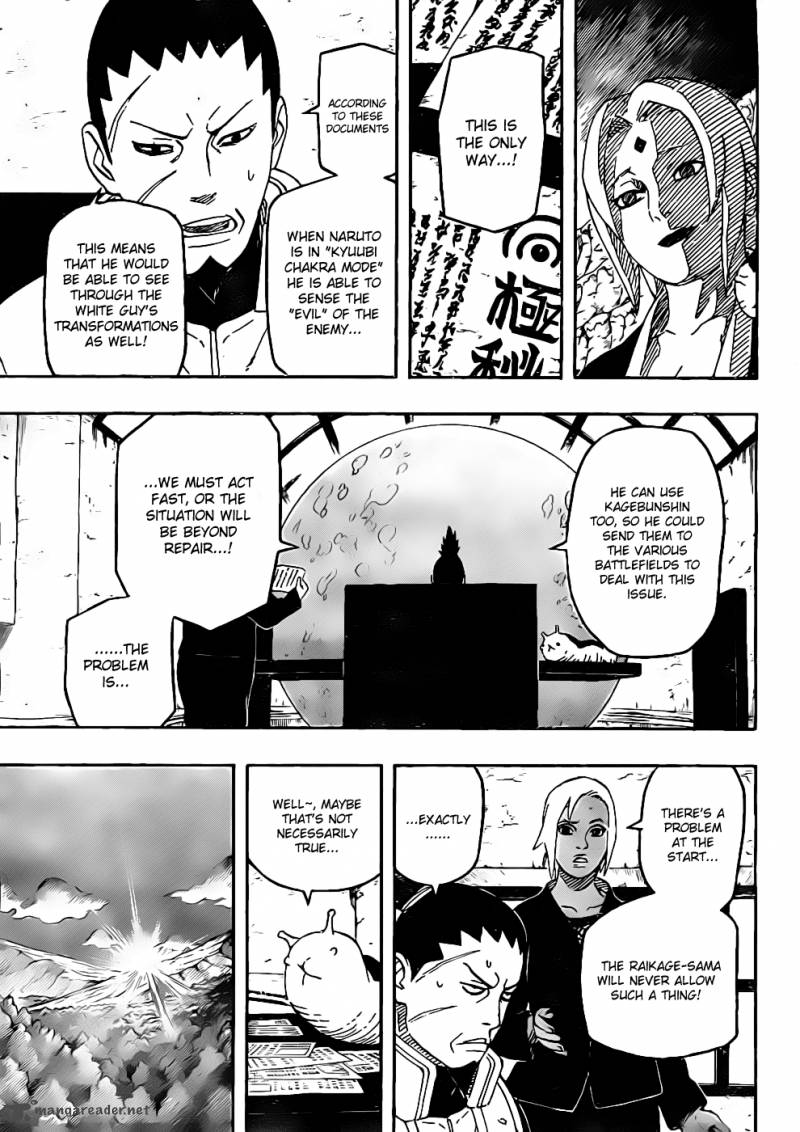 THIS IS
THE ONLY
WAY...!
極
秘
ACCORDING
TO THESE
DOCUMENTS
WHEN NARUTO
IS IN "KYUUBI
CHAKRA MODE"
HE IS ABLE TO
SENSE THE
"EVIL" OF
THE ENEMY...
THIS MEANS
THAT HE WOULD
BE ABLE TO SEE
THROUGH THE
WHITE GUY'S
TRANSFORMATIONS
AS WELL!
HE CAN USE
KAGEBUNSHIN
TOO, SO HE COULD
SEND THEM TO
THE VARIOUS
BATTLEFIELDS TO
DEAL WITH THIS
ISSUE.
...WE MUST ACT
FAST, OR THE
SITUATION WILL
BE BEYOND
REPAIR...!
......THE
PROBLEM
IS...
THERE'S A
PROBLEM
AT THE
START...
THE RAIKAGE-SAMA
WILL NEVER ALLOW
SUCH A THING!
...EXACTLY
......
WELL~, MAYBE
THAT'S NOT
NECESSARILY
TRUE...
mangareader.net